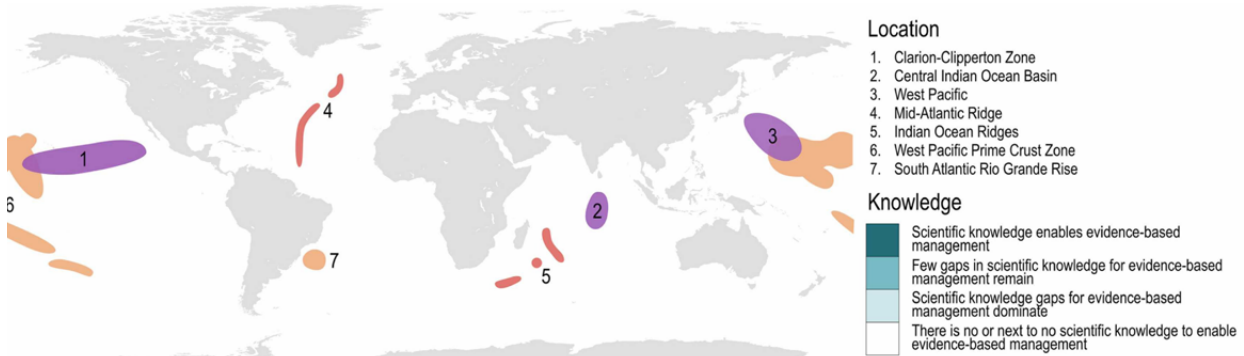 1
2
3
4
5
6
7
Location
1. Clarion-Clipperton Zone
2. Central Indian Ocean Basin
3. West Pacific
4. Mid-Atlantic Ridge
5. Indian Ocean Ridges
6. West Pacific Prime Crust Zone
7. South Atlantic Rio Grande Rise
Knowledge
Scientific knowledge enables evidence-based
management
Few gaps in scientific knowledge for evidence-based
management remain
Scientific knowledge gaps for evidence-based
management dominate
There is no or next to no scientific knowledge to enable
evidence-based management